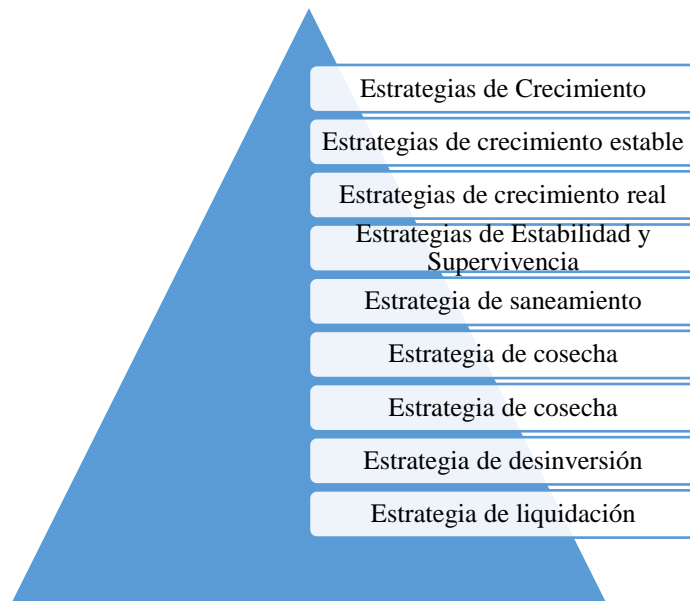 Estrategias de Crecimiento
Estrategias de crecimiento estable
Estrategias de crecimiento real
Estrategias de Estabilidad y
Supervivencia
Estrategia de saneamiento
Estrategia de cosecha
Estrategia de cosecha
Estrategia de desinversión
Estrategia de liquidación